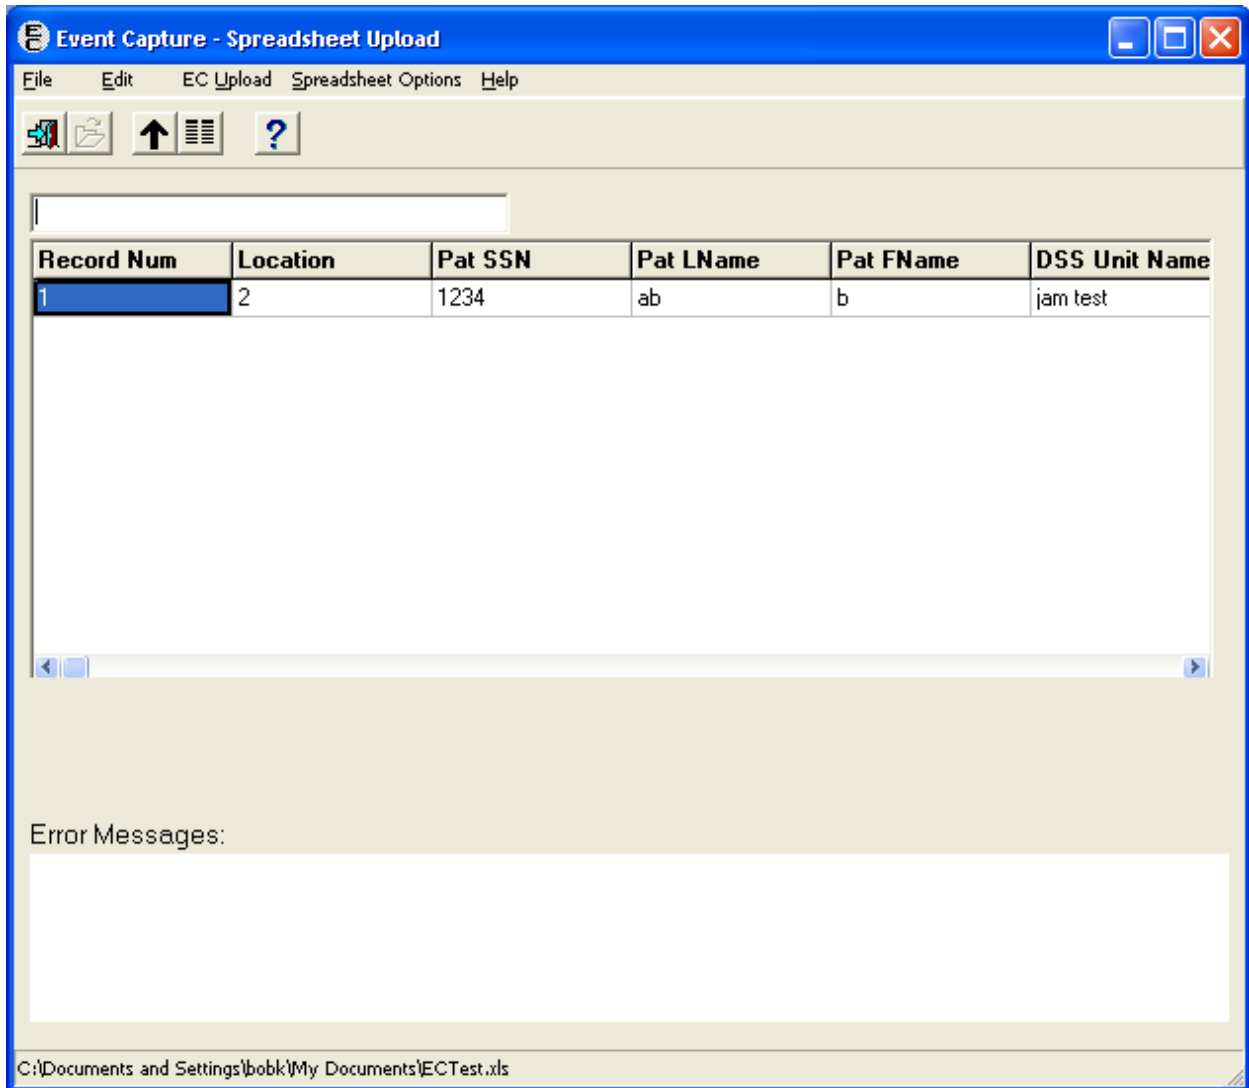 Event Capture - Spreadsheet Upload
File Edit EC Upload Spreadsheet Options Help
?
Record Num Location Pat SSN Pat LName Pat FName DSS Unit Name
1 2 1234 ab b jam test
Error Messages:
C:\Documents and Settings\bobk\My Documents\ECTest.xls